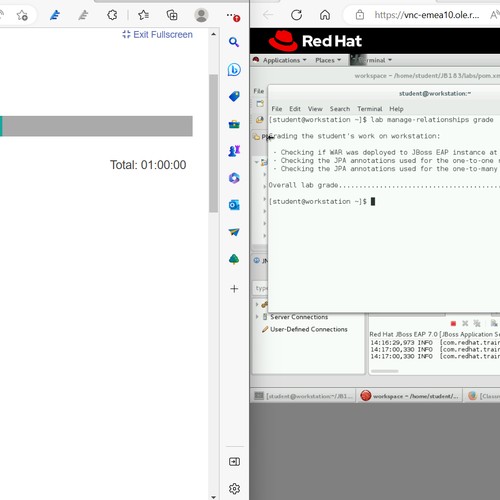 Exit Fullscreen
Total: 01:00:00
https://vnc-emea10.ole.r...
Red Hat
Applications Places
workspace - /home/student/JB183/labs/pom.xm
student@workstation:~
File
File Edit View Search Terminal Help
[student@workstation ~]$ lab manage-relationships grade
Grading the student's work on workstation:
- Checking if WAR was deployed to JBoss EAP instance at
- Checking the JPA annotations used for the one-to-one
- Checking the JPA annotations used for the one-to-many
Overall lab grade.......................................
[student@workstation ~]$
type
Server Connections
User-Defined Connections
Red Hat JBoss EAP 7.0 [JBoss Application Se
14:16:29,973 INFO [com.redhat.train
14:17:00,330 INFO [com.redhat.train
14:17:00,330 INFO [com.redhat.train
[student@workstation:~/JB1...
workspace - /home/student/...
[Classr